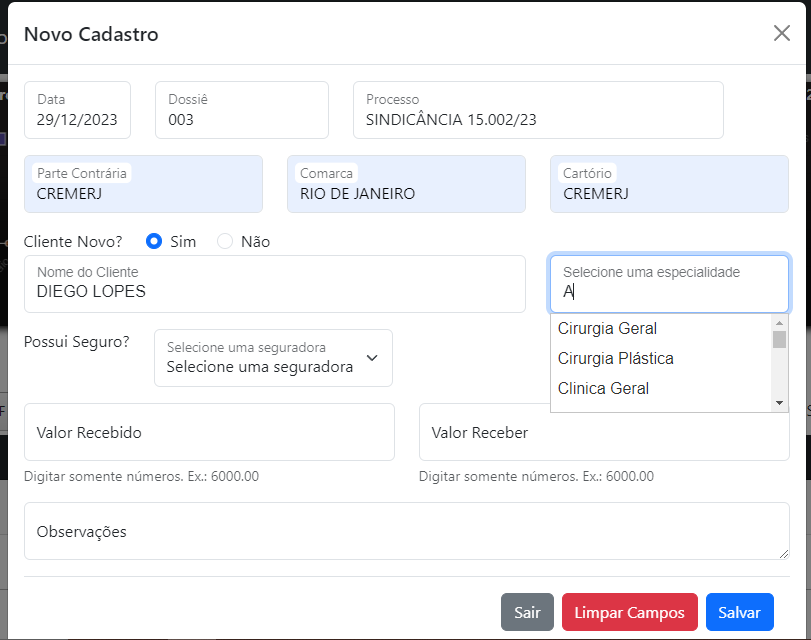 Novo Cadastro
Data
29/12/2023
Dossiê
003
Processo
SINDICÂNCIA 15.002/23
Parte Contrária
CREMERJ
Comarca
RIO DE JANEIRO
Cartório
CREMERJ
Cliente Novo? Sim Não
Nome do Cliente
DIEGO LOPES
Selecione uma especialidade
A
Cirurgia Geral
Cirurgia Plástica
Clinica Geral
Possui Seguro?
Selecione uma seguradora
Selecione uma seguradora
Valor Recebido
Digitar somente números. Ex.: 6000.00
Valor Receber
Digitar somente números. Ex.: 6000.00
Observações
Sair Limpar Campos Salvar